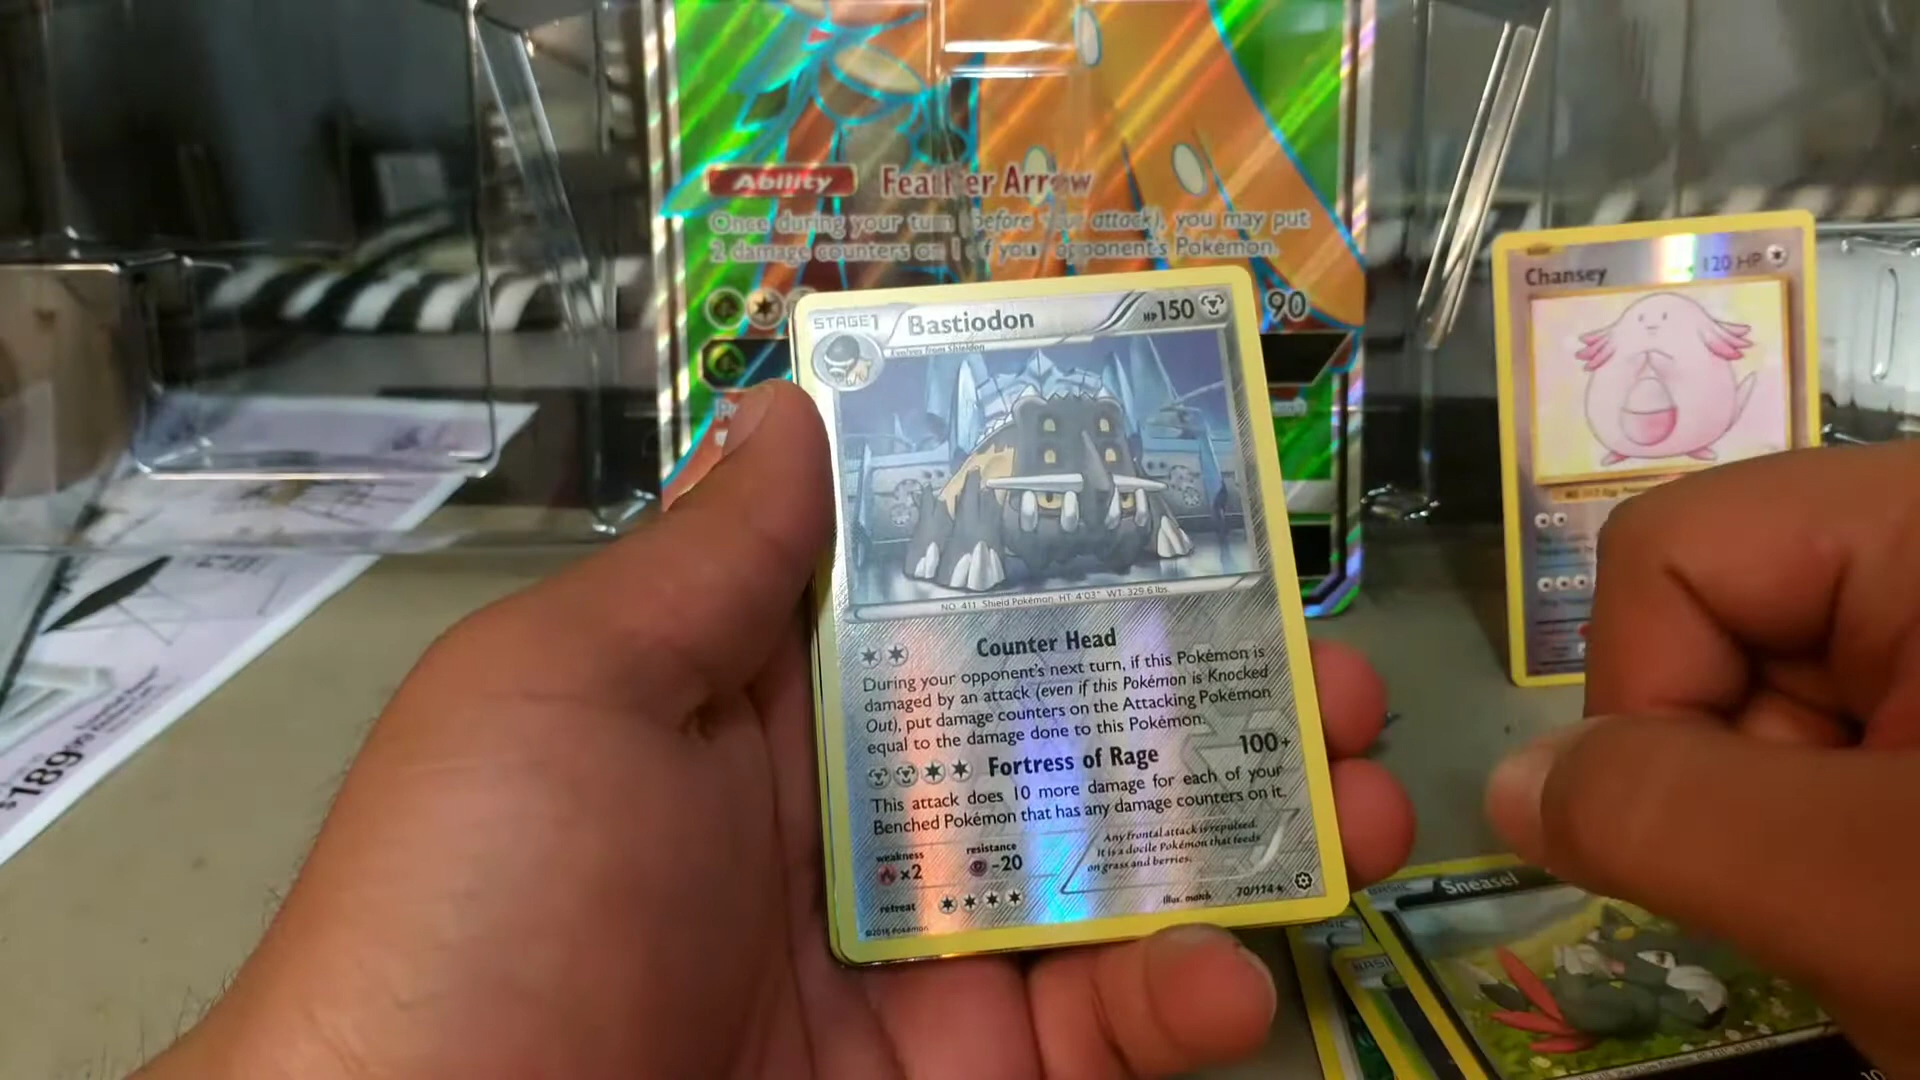 Ability Feather Arrow
Once during your turn (before your attack), you may put
2 damage counters on 1 of your opponent's Pokémon.
90
STAGE1 Bastiodon HP150
Evolves from Shieldon
NO. 411 Shield Pokémon HT: 4'03" WT: 329.6 lbs.
Counter Head
During your opponent's next turn, if this Pokémon is
damaged by an attack (even if this Pokémon is Knocked
Out), put damage counters on the Attacking Pokémon
equal to the damage done to this Pokémon.
Fortress of Rage 100+
This attack does 10 more damage for each of your
Benched Pokémon that has any damage counters on it.
Any frontal attack is repulsed.
It is a docile Pokémon that feeds
on grass and berries.
weakness ×2
resistance -20
retreat
Illus. match 70/114
©2016 Pokémon
Chansey 120 HP
BASIC Sneasel
BASIC
$189.99